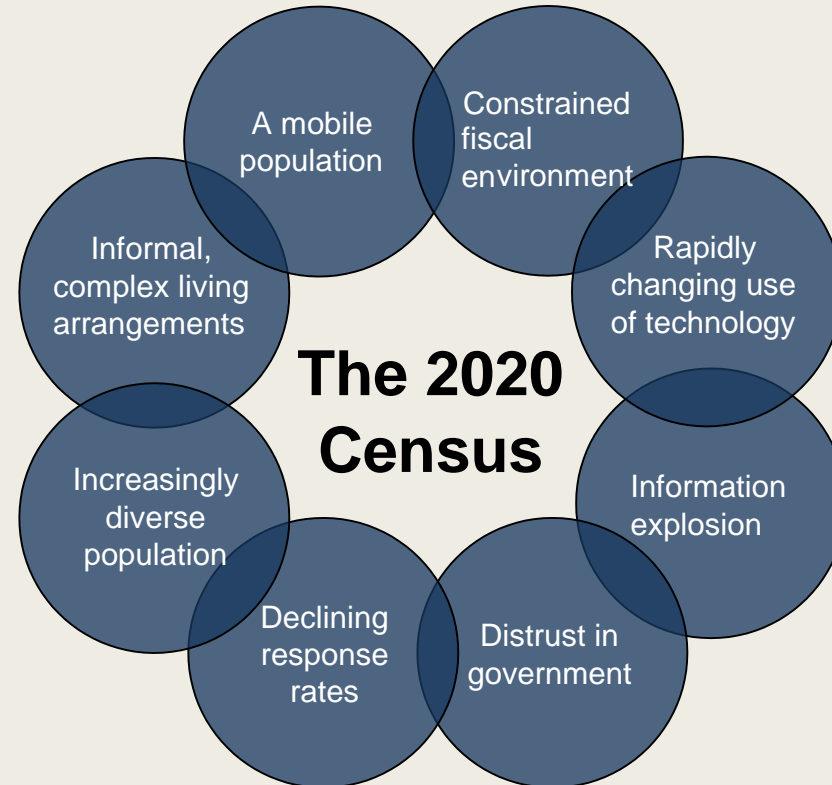 The 2020
Census
Constrained
fiscal
environment
Rapidly
changing use
of technology
Information
explosion
Distrust in
government
Declining
response
rates
Increasingly
diverse
population
Informal,
complex living
arrangements
A mobile
population